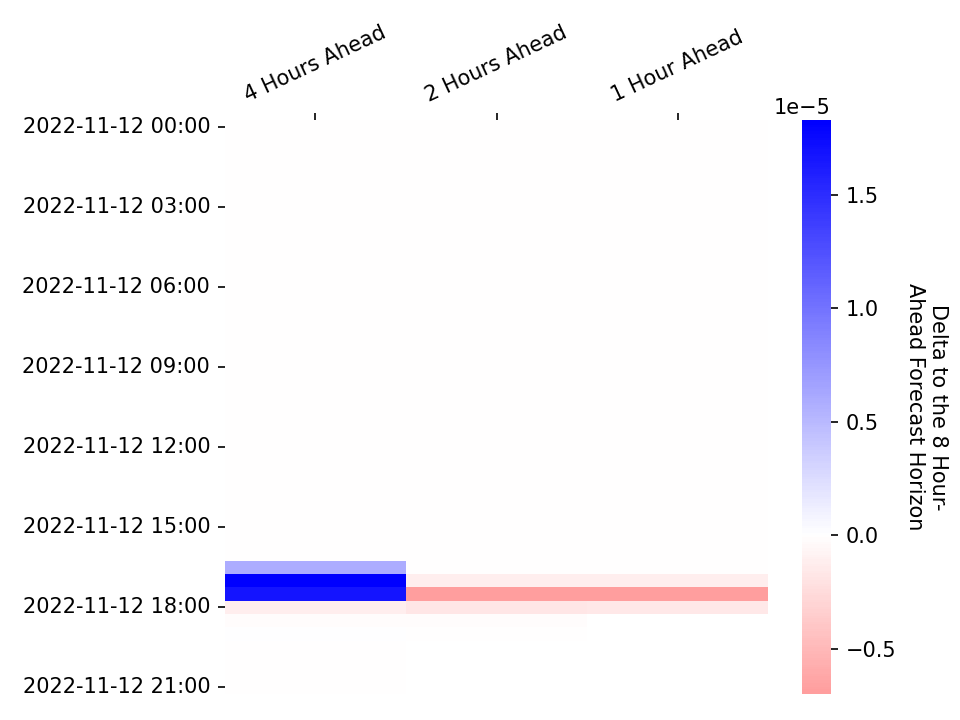 4 Hours Ahead
2 Hours Ahead
1 Hour Ahead
1e−5
2022-11-12 00:00
2022-11-12 03:00
2022-11-12 06:00
2022-11-12 09:00
2022-11-12 12:00
2022-11-12 15:00
2022-11-12 18:00
2022-11-12 21:00
1.5
1.0
0.5
0.0
−0.5
Delta to the 8 Hour-
Ahead Forecast Horizon